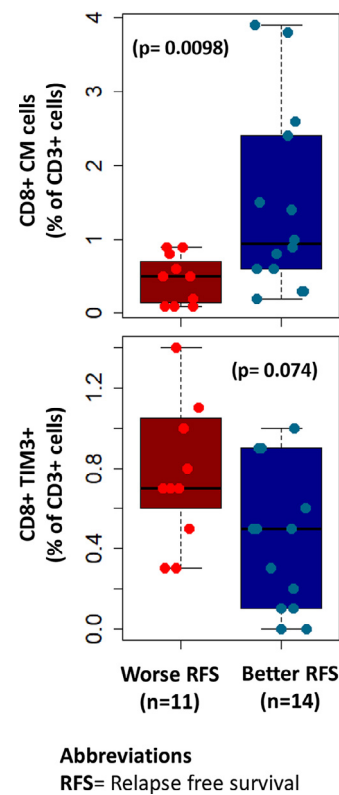 4
3
2
1
0
CD8+ CM cells
(% of CD3+ cells)
(p= 0.0098)
1.2
0.8
0.4
0.0
CD8+ TIM3+
(% of CD3+ cells)
(p= 0.074)
Worse RFS
(n=11)
Better RFS
(n=14)
Abbreviations
RFS= Relapse free survival